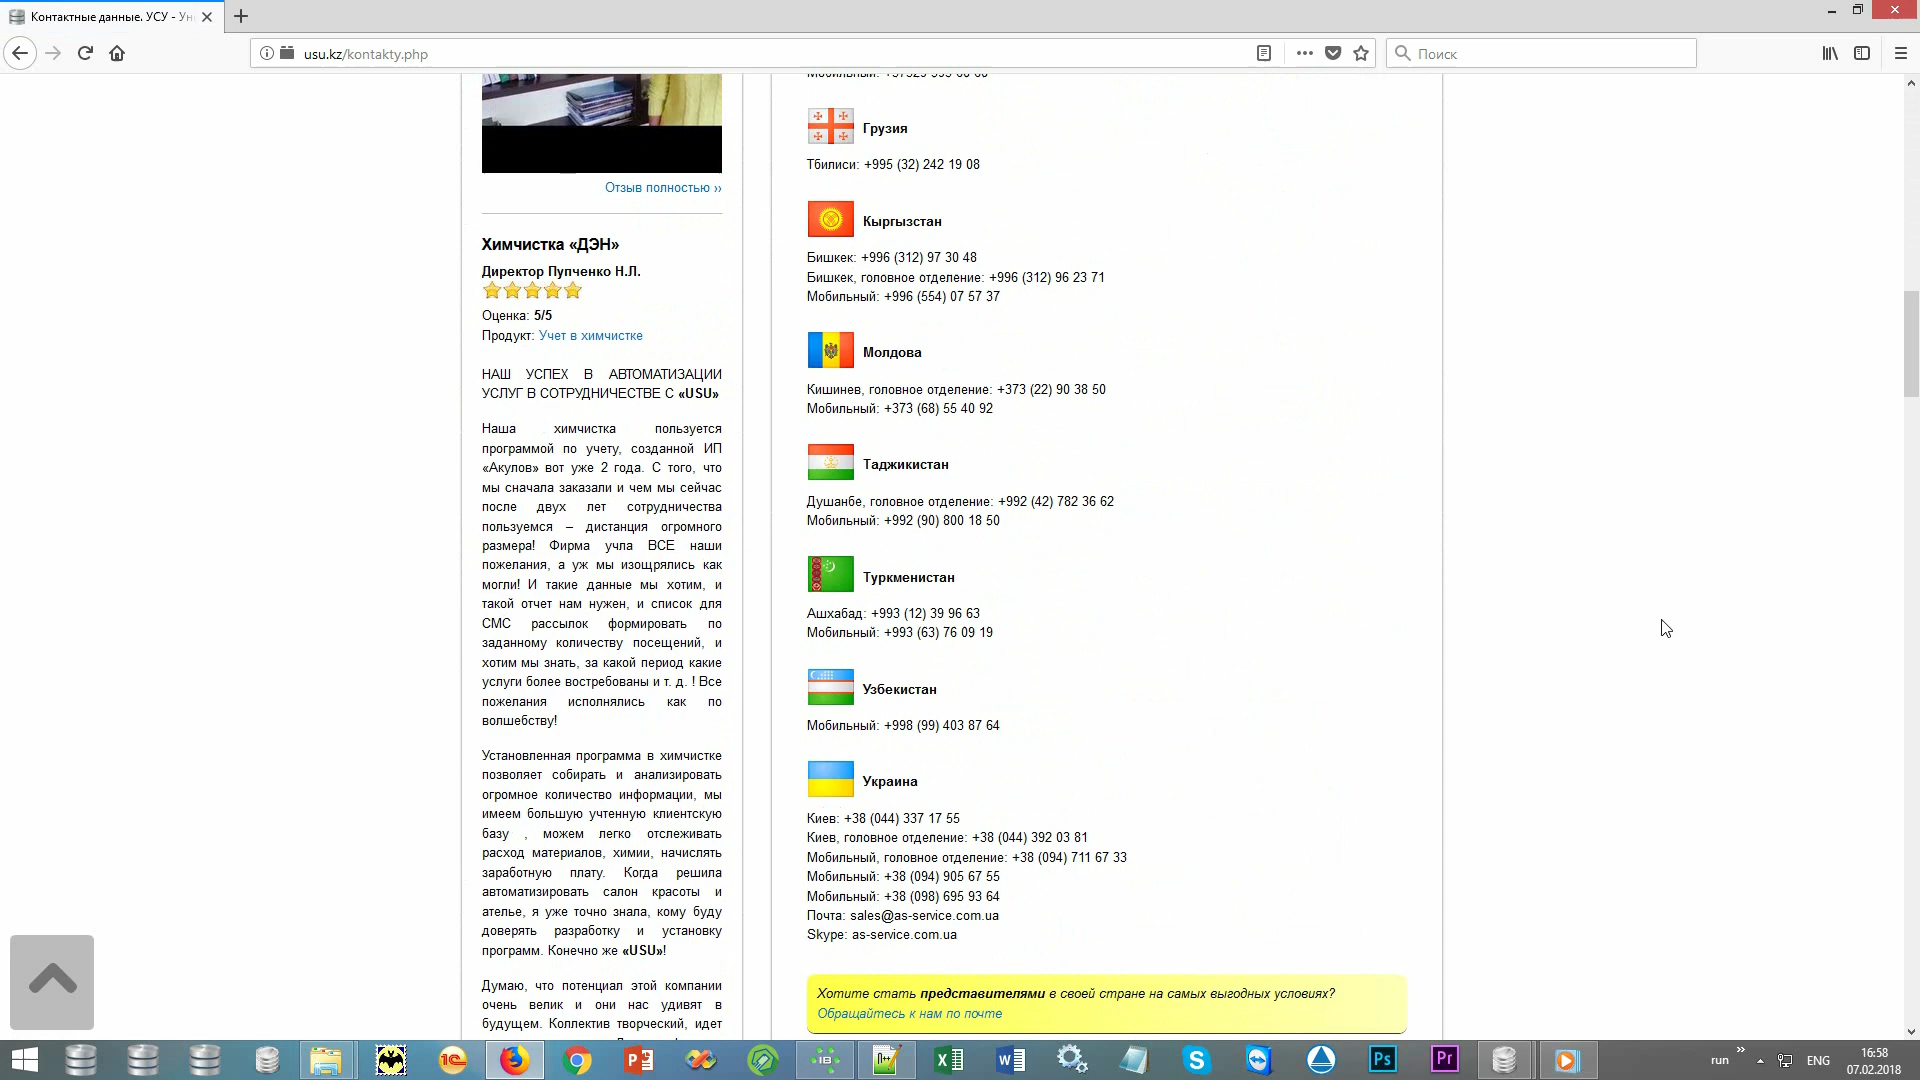 Контактные данные. УСУ - Ун
usu.kz/kontakty.php
Поиск
Отзыв полностью ››
Химчистка «ДЭН»
Директор Пупченко Н.Л.
Оценка: 5/5
Продукт: Учет в химчистке
НАШ УСПЕХ В АВТОМАТИЗАЦИИ
УСЛУГ В СОТРУДНИЧЕСТВЕ С «USU»
Наша химчистка пользуется
программой по учету, созданной ИП
«Акулов» вот уже 2 года. С того, что
мы сначала заказали и чем мы сейчас
после двух лет сотрудничества
пользуемся – дистанция огромного
размера! Фирма учла ВСЕ наши
пожелания, а уж мы изощрялись как
могли! И такие данные мы хотим, и
такой отчет нам нужен, и список для
СМС рассылок формировать по
заданному количеству посещений, и
хотим мы знать, за какой период какие
услуги более востребованы и т. д. ! Все
пожелания исполнялись как по
волшебству!
Установленная программа в химчистке
позволяет собирать и анализировать
огромное количество информации, мы
имеем большую учтенную клиентскую
базу , можем легко отслеживать
расход материалов, химии, начислять
заработную плату. Когда решила
автоматизировать салон красоты и
ателье, я уже точно знала, кому буду
доверять разработку и установку
программ. Конечно же «USU»!
Думаю, что потенциал этой компании
очень велик и они нас удивят в
будущем. Коллектив творческий, идет
Грузия
Тбилиси: +995 (32) 242 19 08
Кыргызстан
Бишкек: +996 (312) 97 30 48
Бишкек, головное отделение: +996 (312) 96 23 71
Мобильный: +996 (554) 07 57 37
Молдова
Кишинев, головное отделение: +373 (22) 90 38 50
Мобильный: +373 (68) 55 40 92
Таджикистан
Душанбе, головное отделение: +992 (42) 782 36 62
Мобильный: +992 (90) 800 18 50
Туркменистан
Ашхабад: +993 (12) 39 96 63
Мобильный: +993 (63) 76 09 19
Узбекистан
Мобильный: +998 (99) 403 87 64
Украина
Киев: +38 (044) 337 17 55
Киев, головное отделение: +38 (044) 392 03 81
Мобильный, головное отделение: +38 (094) 711 67 33
Мобильный: +38 (094) 905 67 55
Мобильный: +38 (098) 695 93 64
Почта: sales@as-service.com.ua
Skype: as-service.com.ua
Хотите стать представителями в своей стране на самых выгодных условиях?
Обращайтесь к нам по почте
run
ENG
16:58
07.02.2018